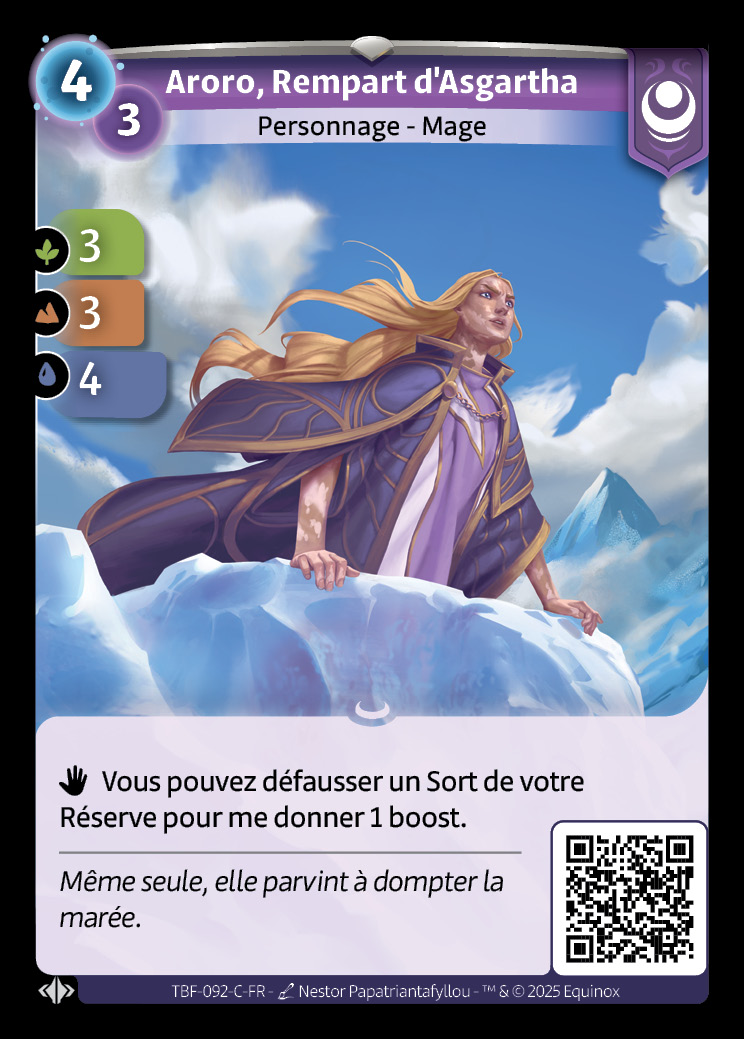 4
Aroro, Rempart d'Asgartha
3
Personnage - Mage
3
3
4
Vous pouvez défausser un Sort de votre
Réserve pour me donner 1 boost.
Même seule, elle parvint à dompter la
marée.
TBF-092-C-FR - Nestor Papatriantafyllou - ™ & © 2025 Equinox